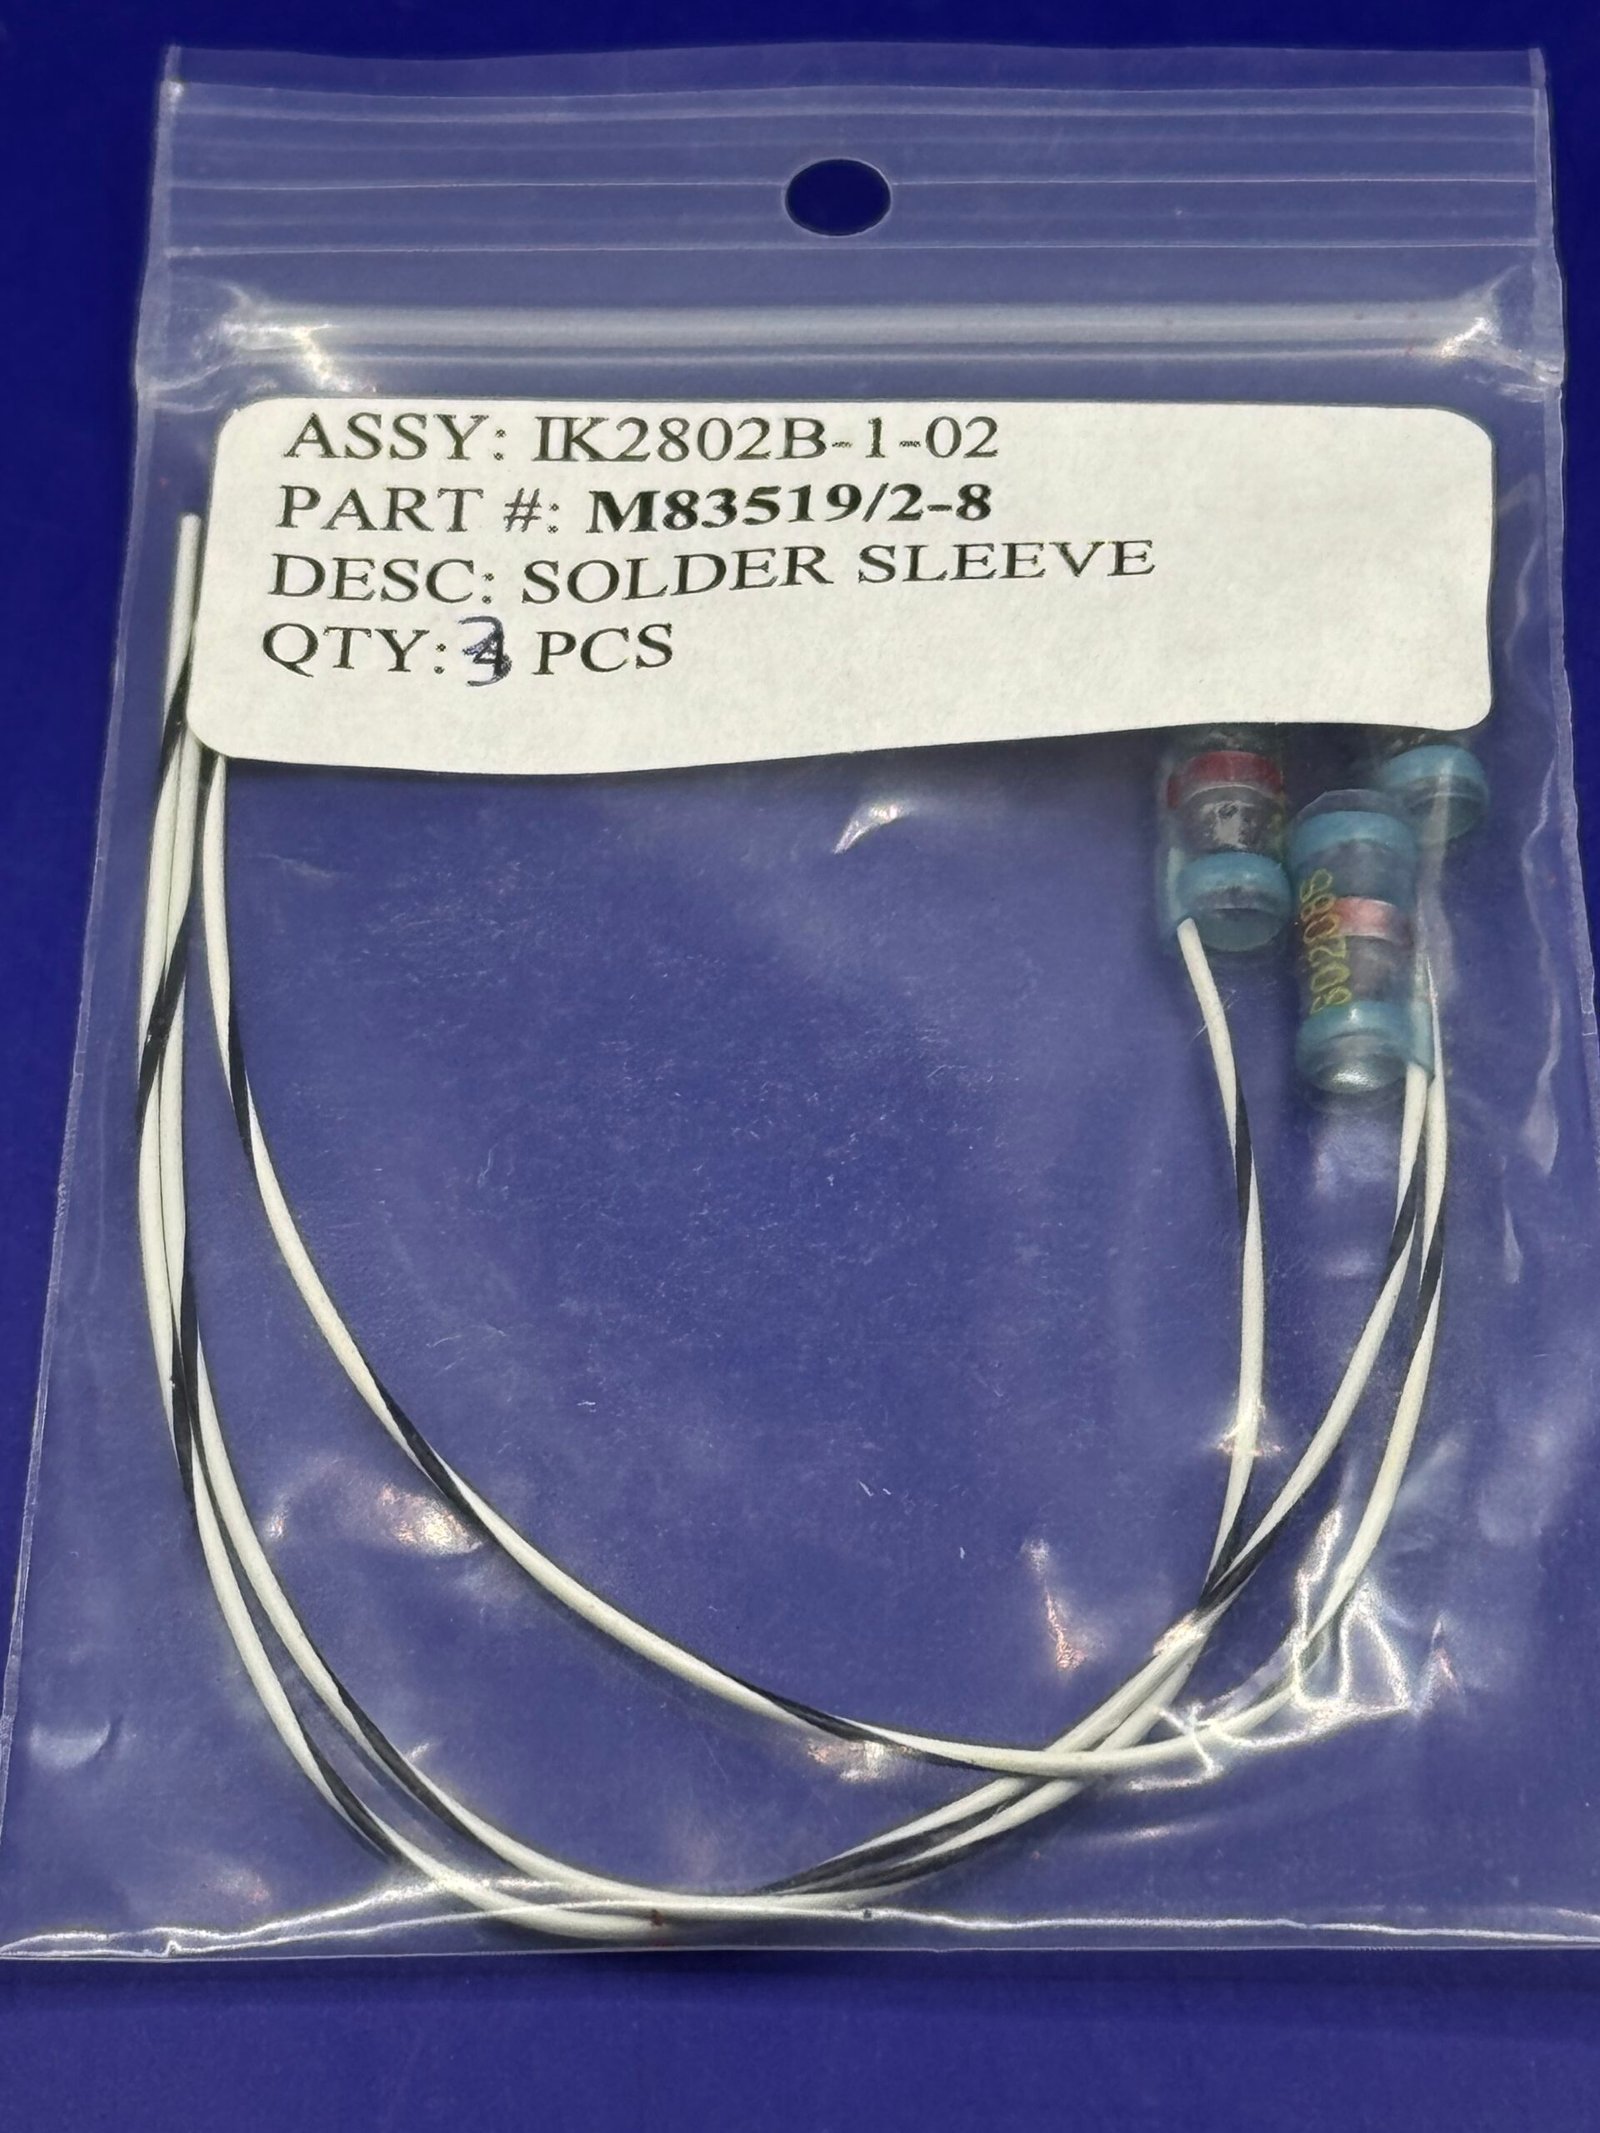 ASSY: IK2802B-1-02
PART #: M83519/2-8
DESC: SOLDER SLEEVE
QTY: 3 PCS